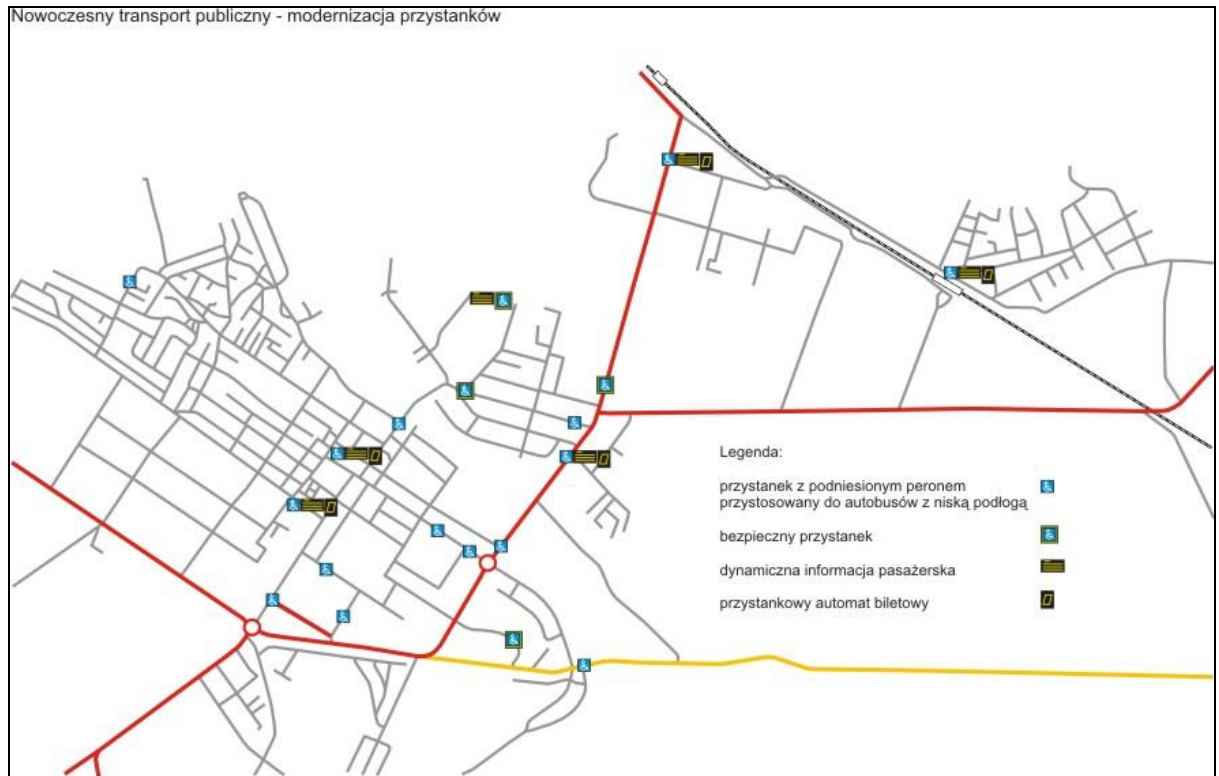 Nowoczesny transport publiczny - modernizacja przystanków
Legenda:
przystanek z podniesionym peronem
przystosowany do autobusów z niską podłogą
bezpieczny przystanek
dynamiczna informacja pasażerska
przystankowy automat biletowy